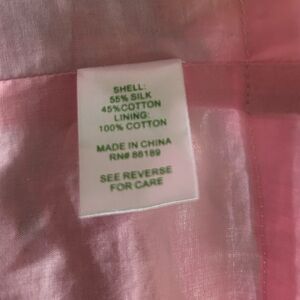 SHELL:
55% SILK
45%COTTON
LINING:
100% COTTON
MADE IN CHINA
RN# 86189
SEE REVERSE
FOR CARE